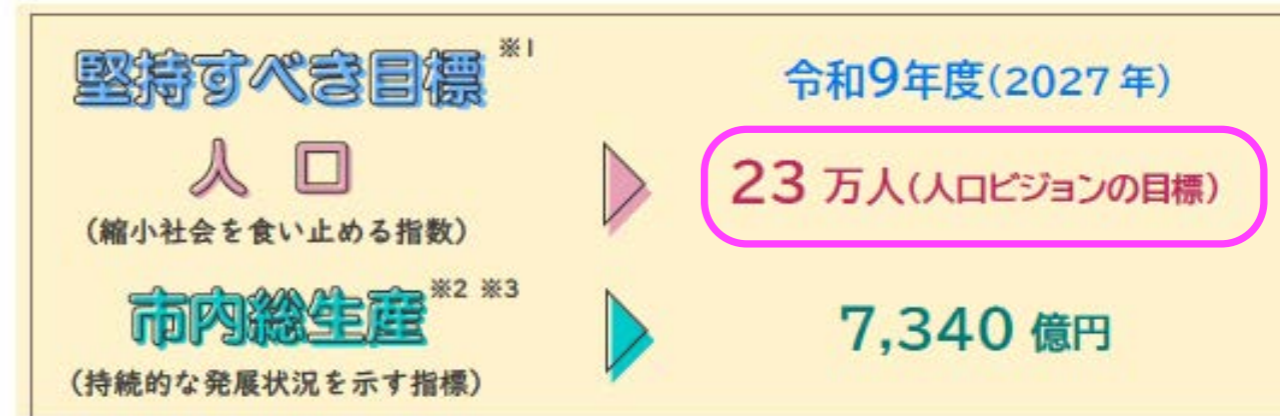 堅持すべき目標※1
令和9年度(2027年)
人口
23万人(人口ビジョンの目標)
(縮小社会を食い止める指数)
市内総生産※2 ※3
7,340億円
(持続的な発展状況を示す指標)